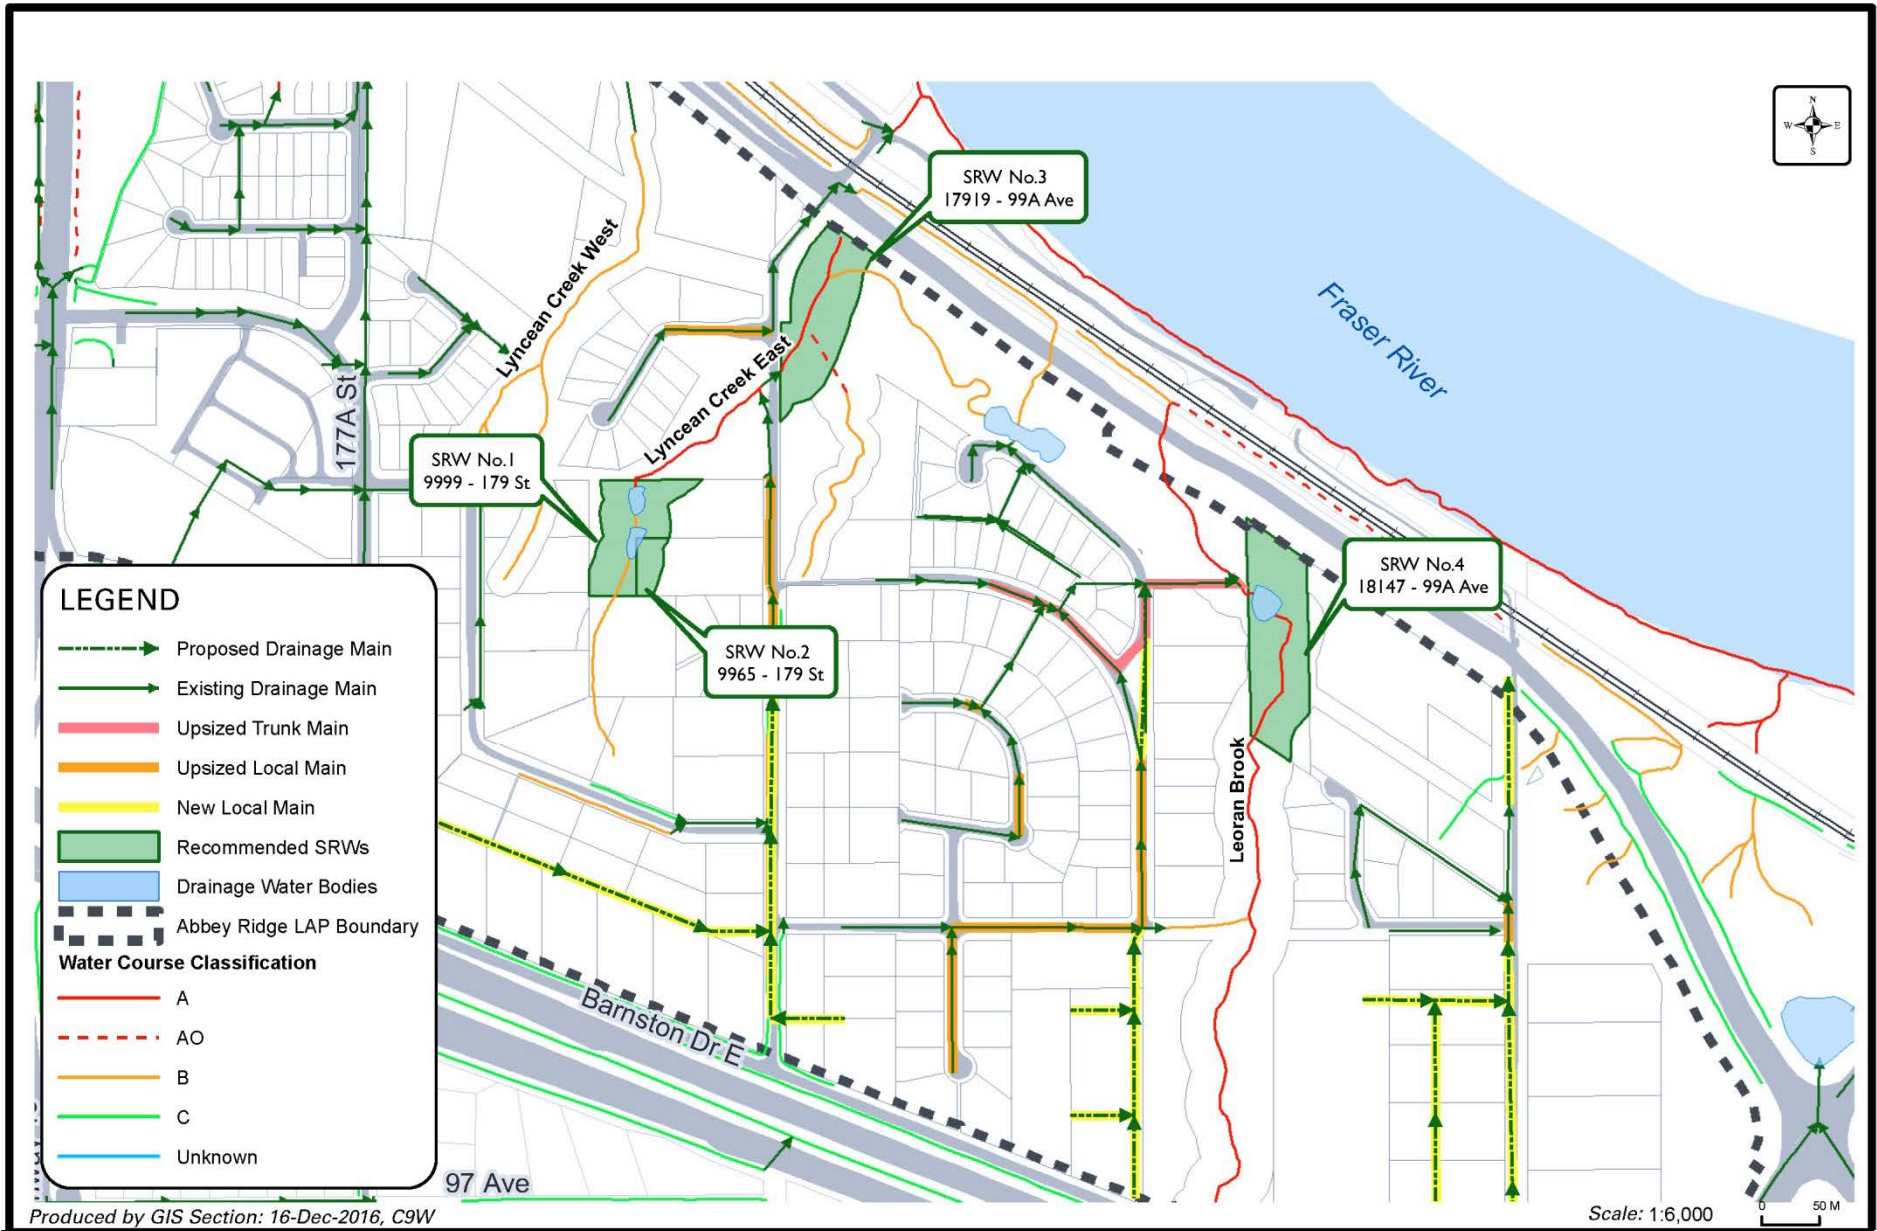 N
W E
S
SRW No.3
17919 - 99A Ave
Fraser River
Lyncean Creek West
Lyncean Creek East
177A St
SRW No.1
9999 - 179 St
SRW No.4
18147 - 99A Ave
SRW No.2
9965 - 179 St
Leoran Brook
Barnston Dr E
97 Ave
LEGEND
Proposed Drainage Main
Existing Drainage Main
Upsized Trunk Main
Upsized Local Main
New Local Main
Recommended SRWs
Drainage Water Bodies
Abbey Ridge LAP Boundary
Water Course Classification
A
AO
B
C
Unknown
Produced by GIS Section: 16-Dec-2016, C9W
Scale: 1:6,000
0 50 M